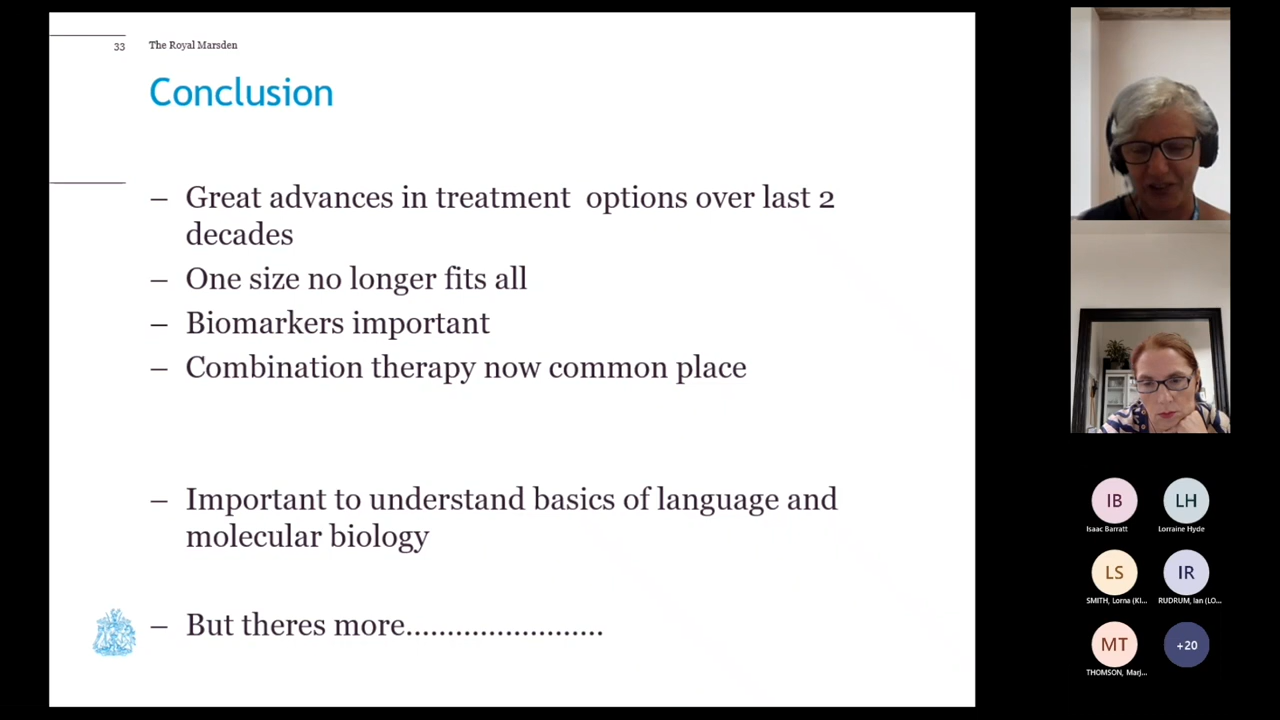 33 The Royal Marsden
Conclusion
– Great advances in treatment options over last 2
decades
– One size no longer fits all
– Biomarkers important
– Combination therapy now common place
– Important to understand basics of language and
molecular biology
– But theres more........................
IB LH
Isaac Barratt Lorraine Hyde
LS IR
SMITH, Lorna (KI... RUDRUM, Ian (LO...
MT +20
THOMSON, Marj...